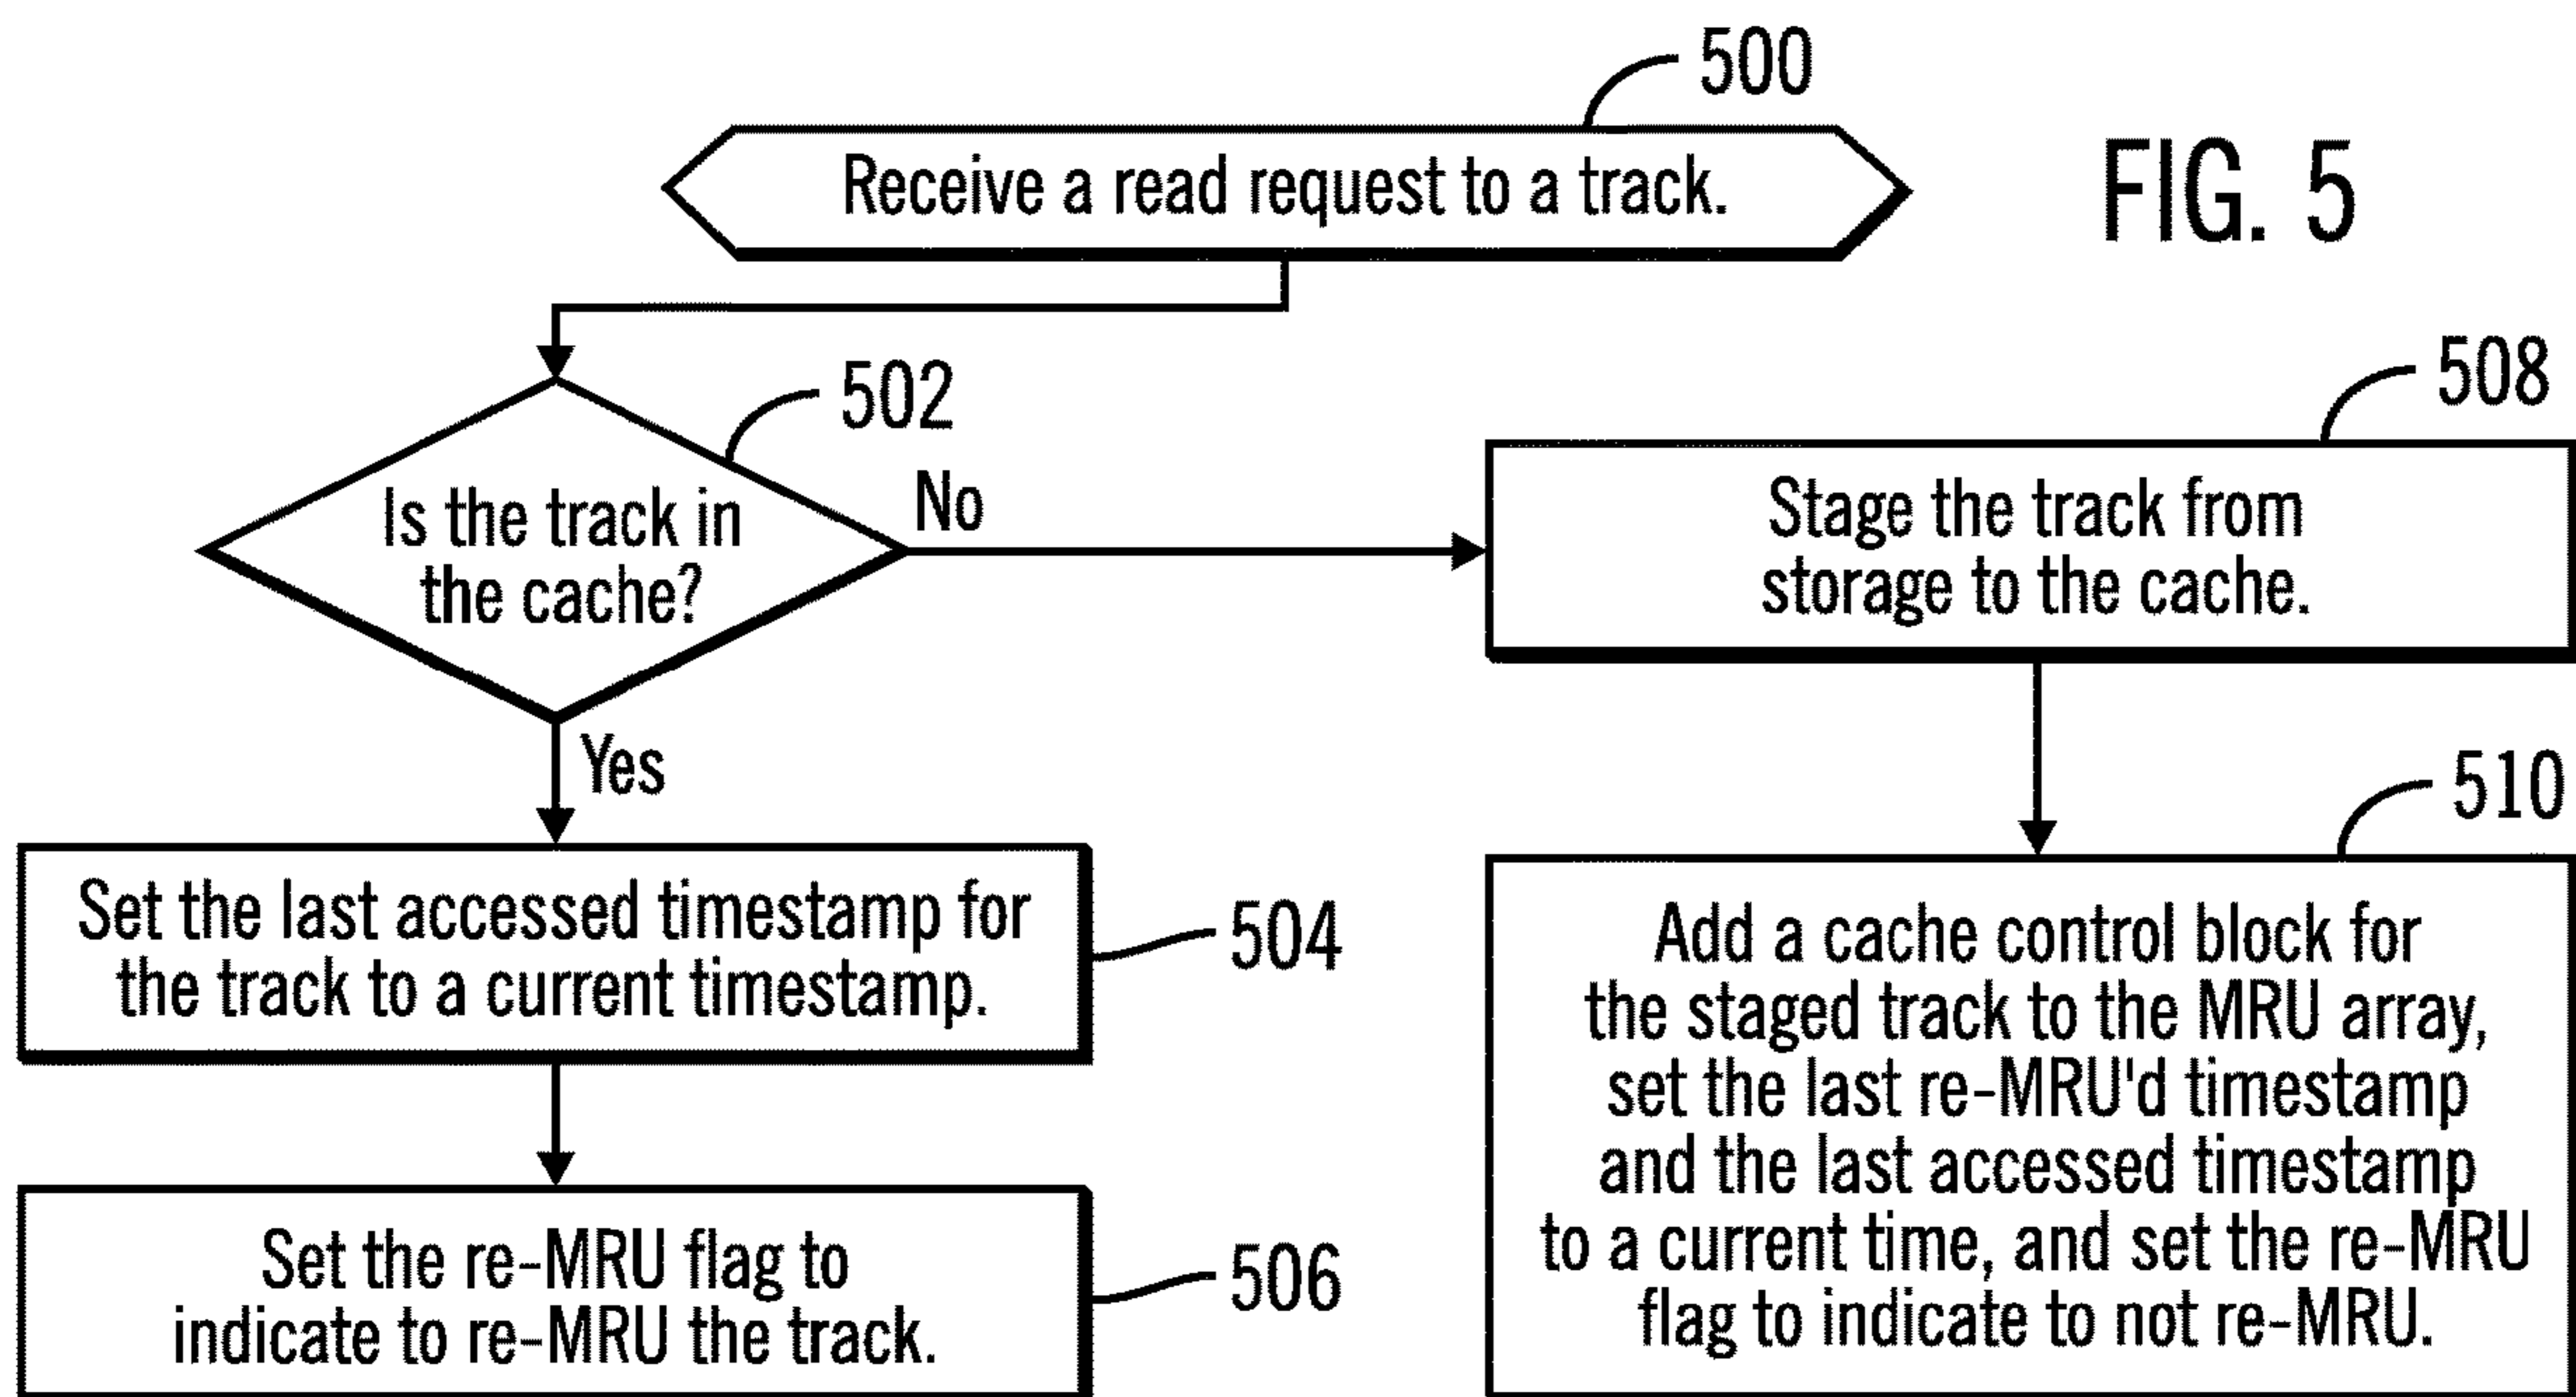 500
Receive a read request to a track.
FIG. 5
502
Is the track in
the cache?
No
Yes
508
Stage the track from
storage to the cache.
Set the last accessed timestamp for
the track to a current timestamp.
504
Set the re-MRU flag to
indicate to re-MRU the track.
506
510
Add a cache control block for
the staged track to the MRU array,
set the last re-MRU'd timestamp
and the last accessed timestamp
to a current time, and set the re-MRU
flag to indicate to not re-MRU.